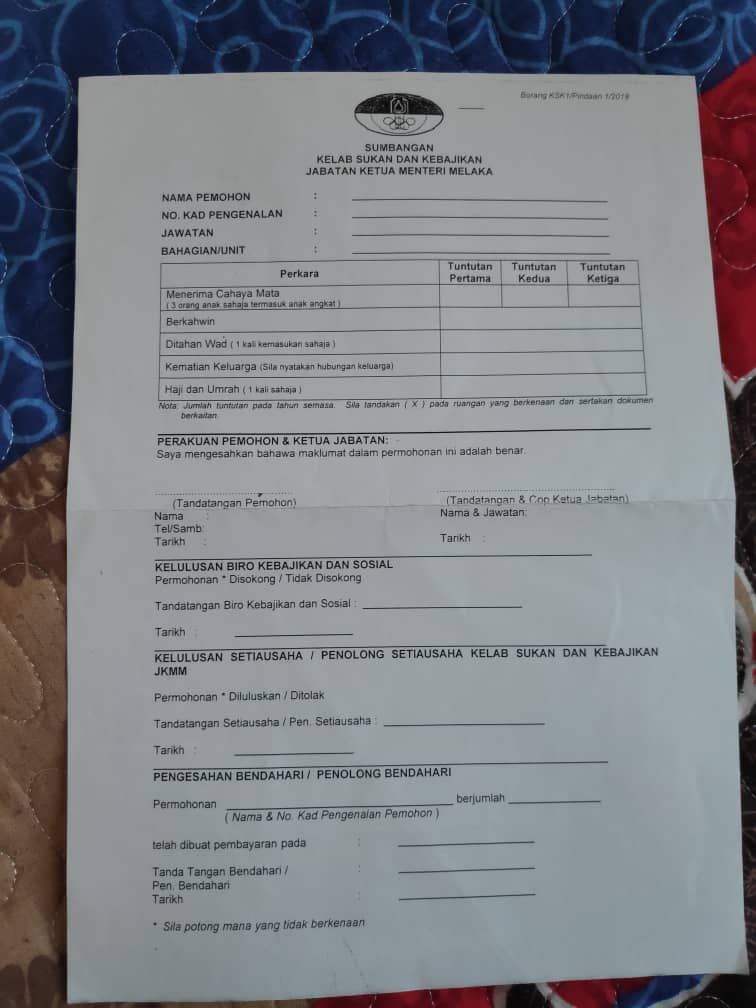 Borang KSK1/Pindaan 1/2019
SUMBANGAN
KELAB SUKAN DAN KEBAJIKAN
JABATAN KETUA MENTERI MELAKA
NAMA PEMOHON :
NO. KAD PENGENALAN :
JAWATAN :
BAHAGIAN/UNIT :
Perkara Tuntutan Pertama Tuntutan Kedua Tuntutan Ketiga
Menerima Cahaya Mata
( 3 orang anak sahaja termasuk anak angkat )
Berkahwin
Ditahan Wad ( 1 kali kemasukan sahaja )
Kematian Keluarga (Sila nyatakan hubungan keluarga)
Haji dan Umrah ( 1 kali sahaja )
Nota: Jumlah tuntutan pada tahun semasa. Sila tandakan ( X ) pada ruangan yang berkenaan dan sertakan dokumen
berkaitan.
PERAKUAN PEMOHON & KETUA JABATAN:
Saya mengesahkan bahawa maklumat dalam permohonan ini adalah benar.
(Tandatangan Pemohon) (Tandatangan & Cop Ketua Jabatan)
Nama : Nama & Jawatan:
Tel/Samb:
Tarikh : Tarikh :
KELULUSAN BIRO KEBAJIKAN DAN SOSIAL
Permohonan * Disokong / Tidak Disokong
Tandatangan Biro Kebajikan dan Sosial :
Tarikh :
KELULUSAN SETIAUSAHA / PENOLONG SETIAUSAHA KELAB SUKAN DAN KEBAJIKAN
JKMM
Permohonan * Diluluskan / Ditolak
Tandatangan Setiausaha / Pen. Setiausaha :
Tarikh :
PENGESAHAN BENDAHARI / PENOLONG BENDAHARI
Permohonan berjumlah
( Nama & No. Kad Pengenalan Pemohon )
telah dibuat pembayaran pada :
Tanda Tangan Bendahari / :
Pen. Bendahari
Tarikh :
* Sila potong mana yang tidak berkenaan